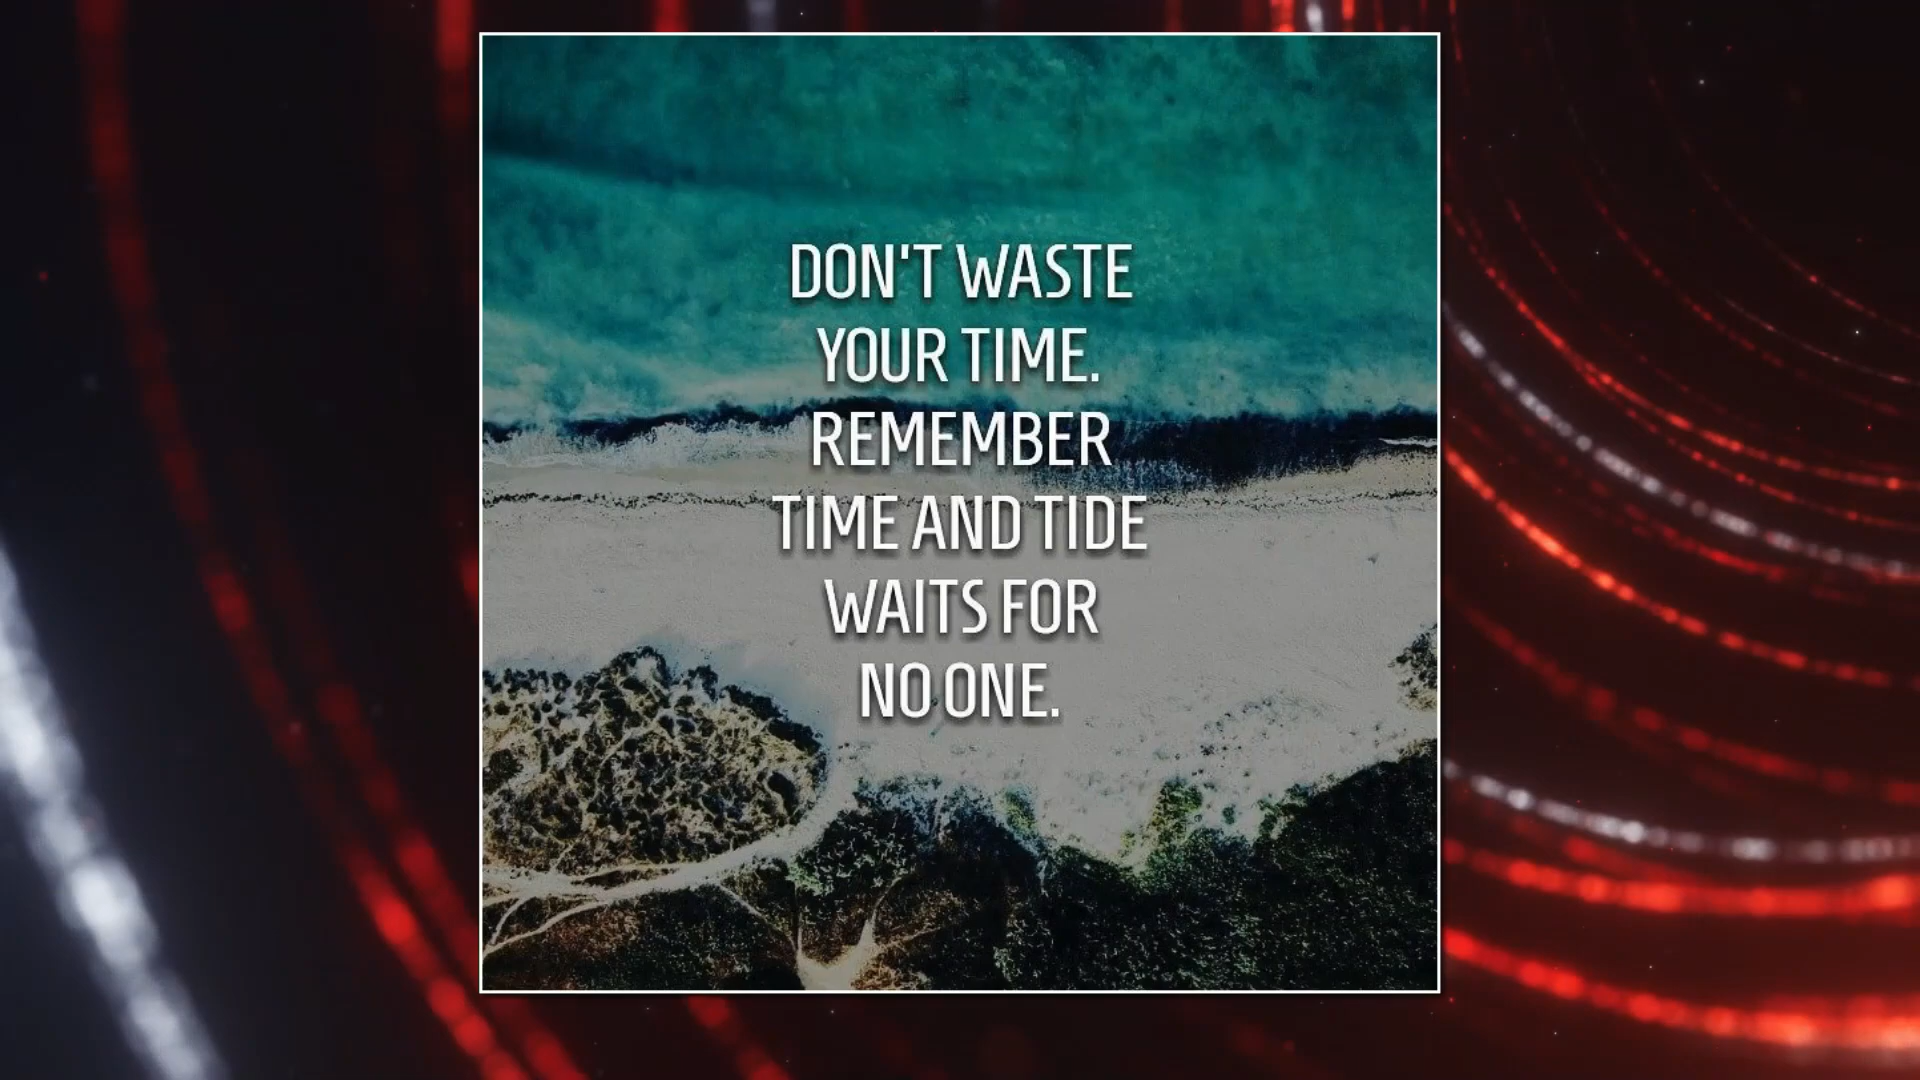 DON'T WASTE
YOUR TIME.
REMEMBER
TIME AND TIDE
WAITS FOR
NO ONE.